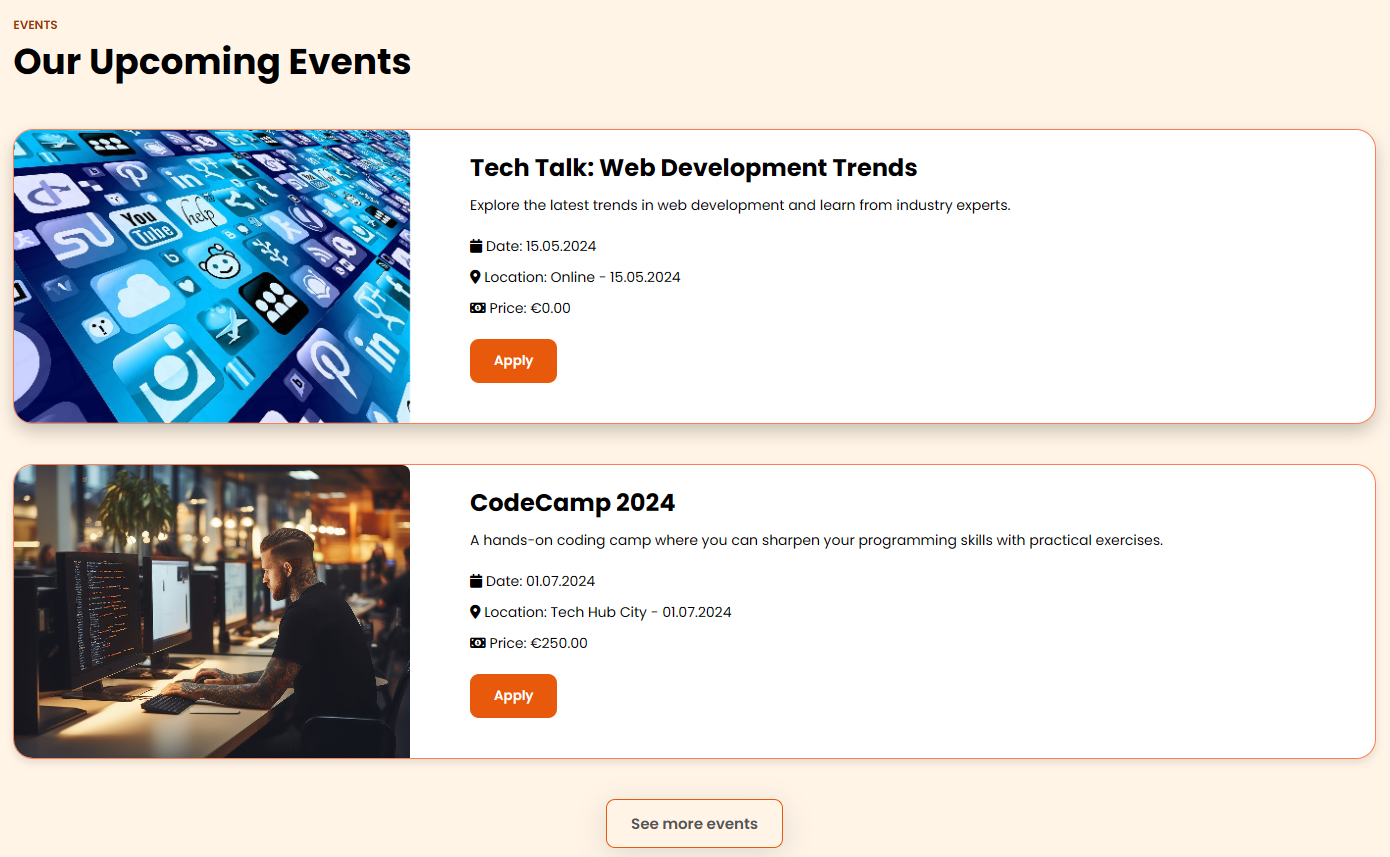 EVENTS
Our Upcoming Events
You
Tube
help
Tech Talk: Web Development Trends
Explore the latest trends in web development and learn from industry experts.
Date: 15.05.2024
Location: Online - 15.05.2024
Price: €0.00
Apply
CodeCamp 2024
A hands-on coding camp where you can sharpen your programming skills with practical exercises.
Date: 01.07.2024
Location: Tech Hub City - 01.07.2024
Price: €250.00
Apply
See more events